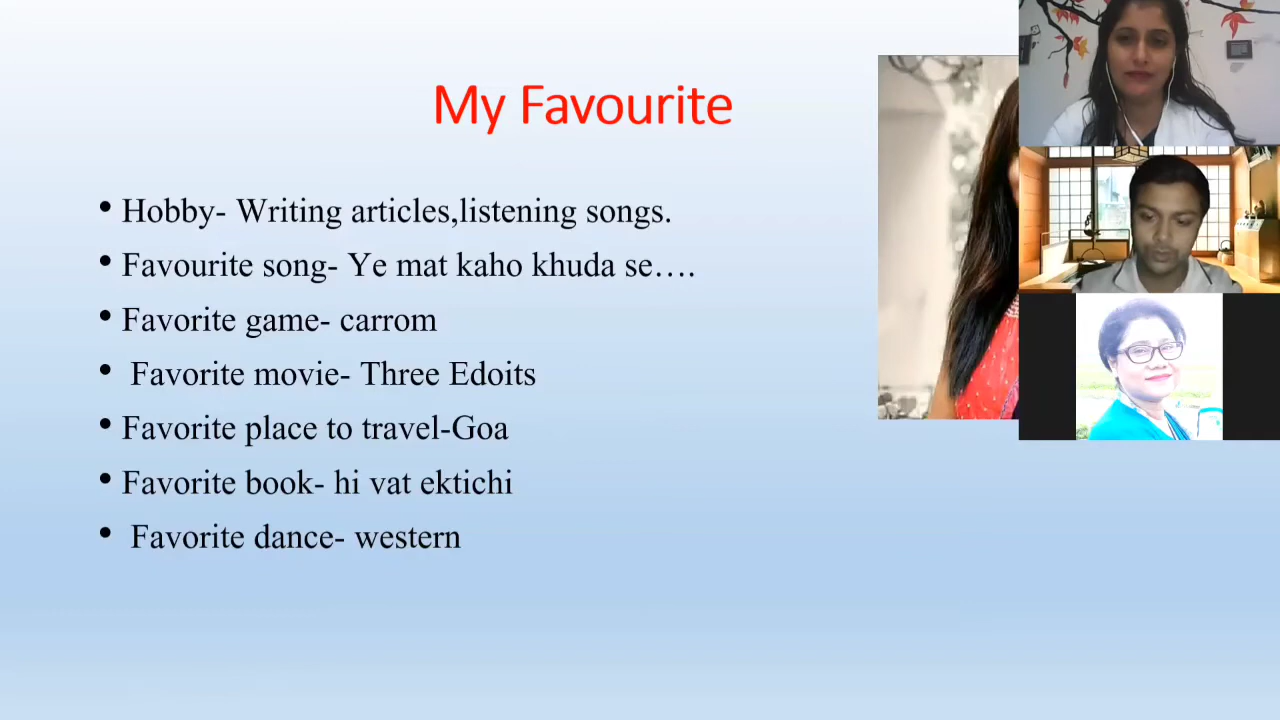 My Favourite
• Hobby- Writing articles,listening songs.
• Favourite song- Ye mat kaho khuda se….
• Favorite game- carrom
• Favorite movie- Three Edoits
• Favorite place to travel-Goa
• Favorite book- hi vat ektichi
• Favorite dance- western